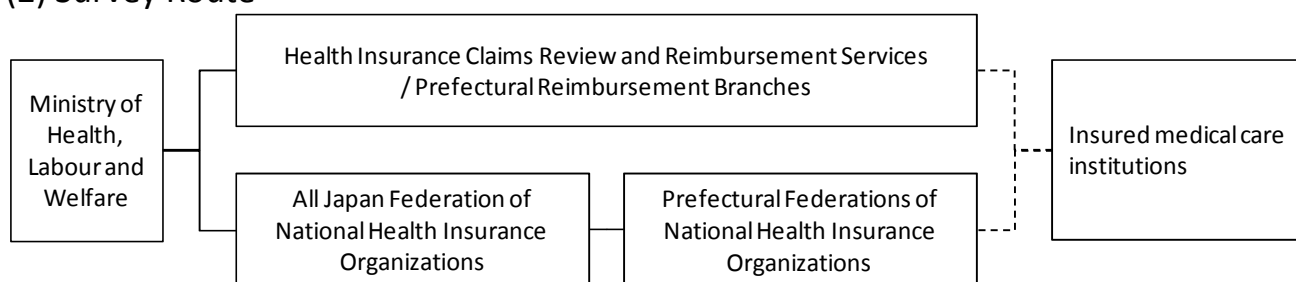 (2) Survey Route
Health Insurance Claims Review and Reimbursement Services
/ Prefectural Reimbursement Branches
Ministry of
Health,
Labour and
Welfare
Insured medical care
institutions
All Japan Federation of
National Health Insurance
Organizations
Prefectural Federations of
National Health Insurance
Organizations